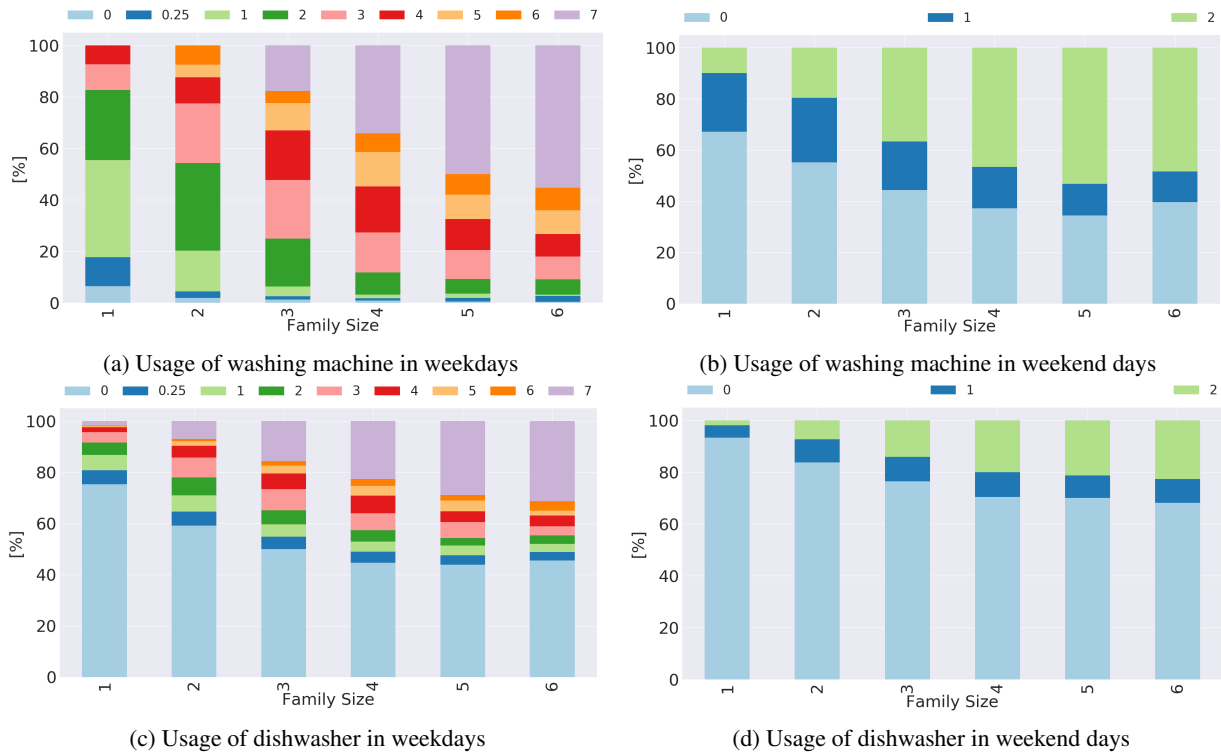 0 0.25 1 2 3 4 5 6 7
100
80
60
40
20
0
[%]
1 2 3 4 5 6
Family Size
(a) Usage of washing machine in weekdays
0 1 2
100
80
60
40
20
0
[%]
1 2 3 4 5 6
Family Size
(b) Usage of washing machine in weekend days
0 0.25 1 2 3 4 5 6 7
100
80
60
40
20
0
[%]
1 2 3 4 5 6
Family Size
(c) Usage of dishwasher in weekdays
0 1 2
100
80
60
40
20
0
[%]
1 2 3 4 5 6
Family Size
(d) Usage of dishwasher in weekend days